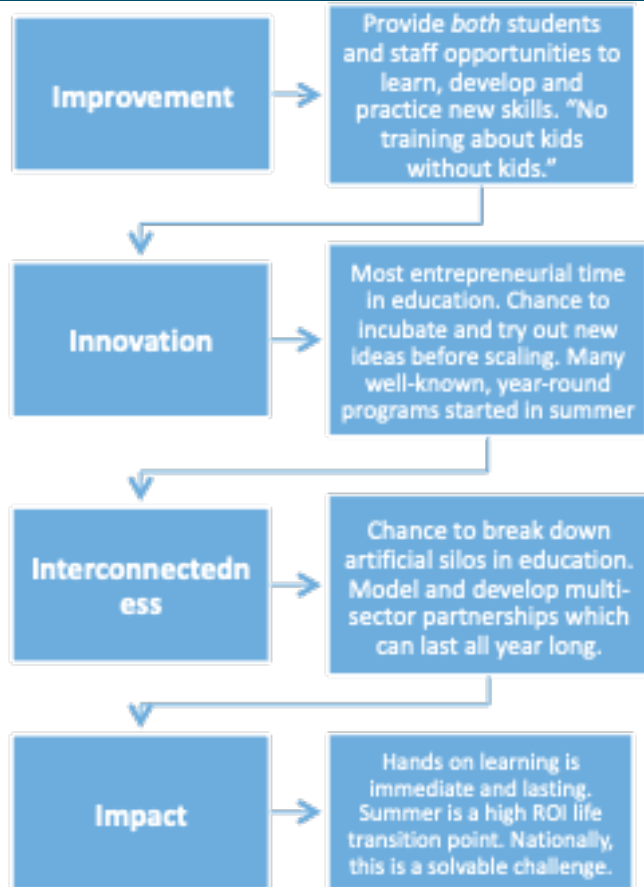 Improvement
Provide both students
and staff opportunities to
learn, develop and
practice new skills. “No
training about kids
without kids.”
Innovation
Most entrepreneurial time
in education. Chance to
incubate and try out new
ideas before scaling. Many
well-known, year-round
programs started in summer
Interconnectedn
ess
Chance to break down
artificial silos in education.
Model and develop multi-
sector partnerships which
can last all year long.
Impact
Hands on learning is
immediate and lasting.
Summer is a high ROI life
transition point. Nationally,
this is a solvable challenge.